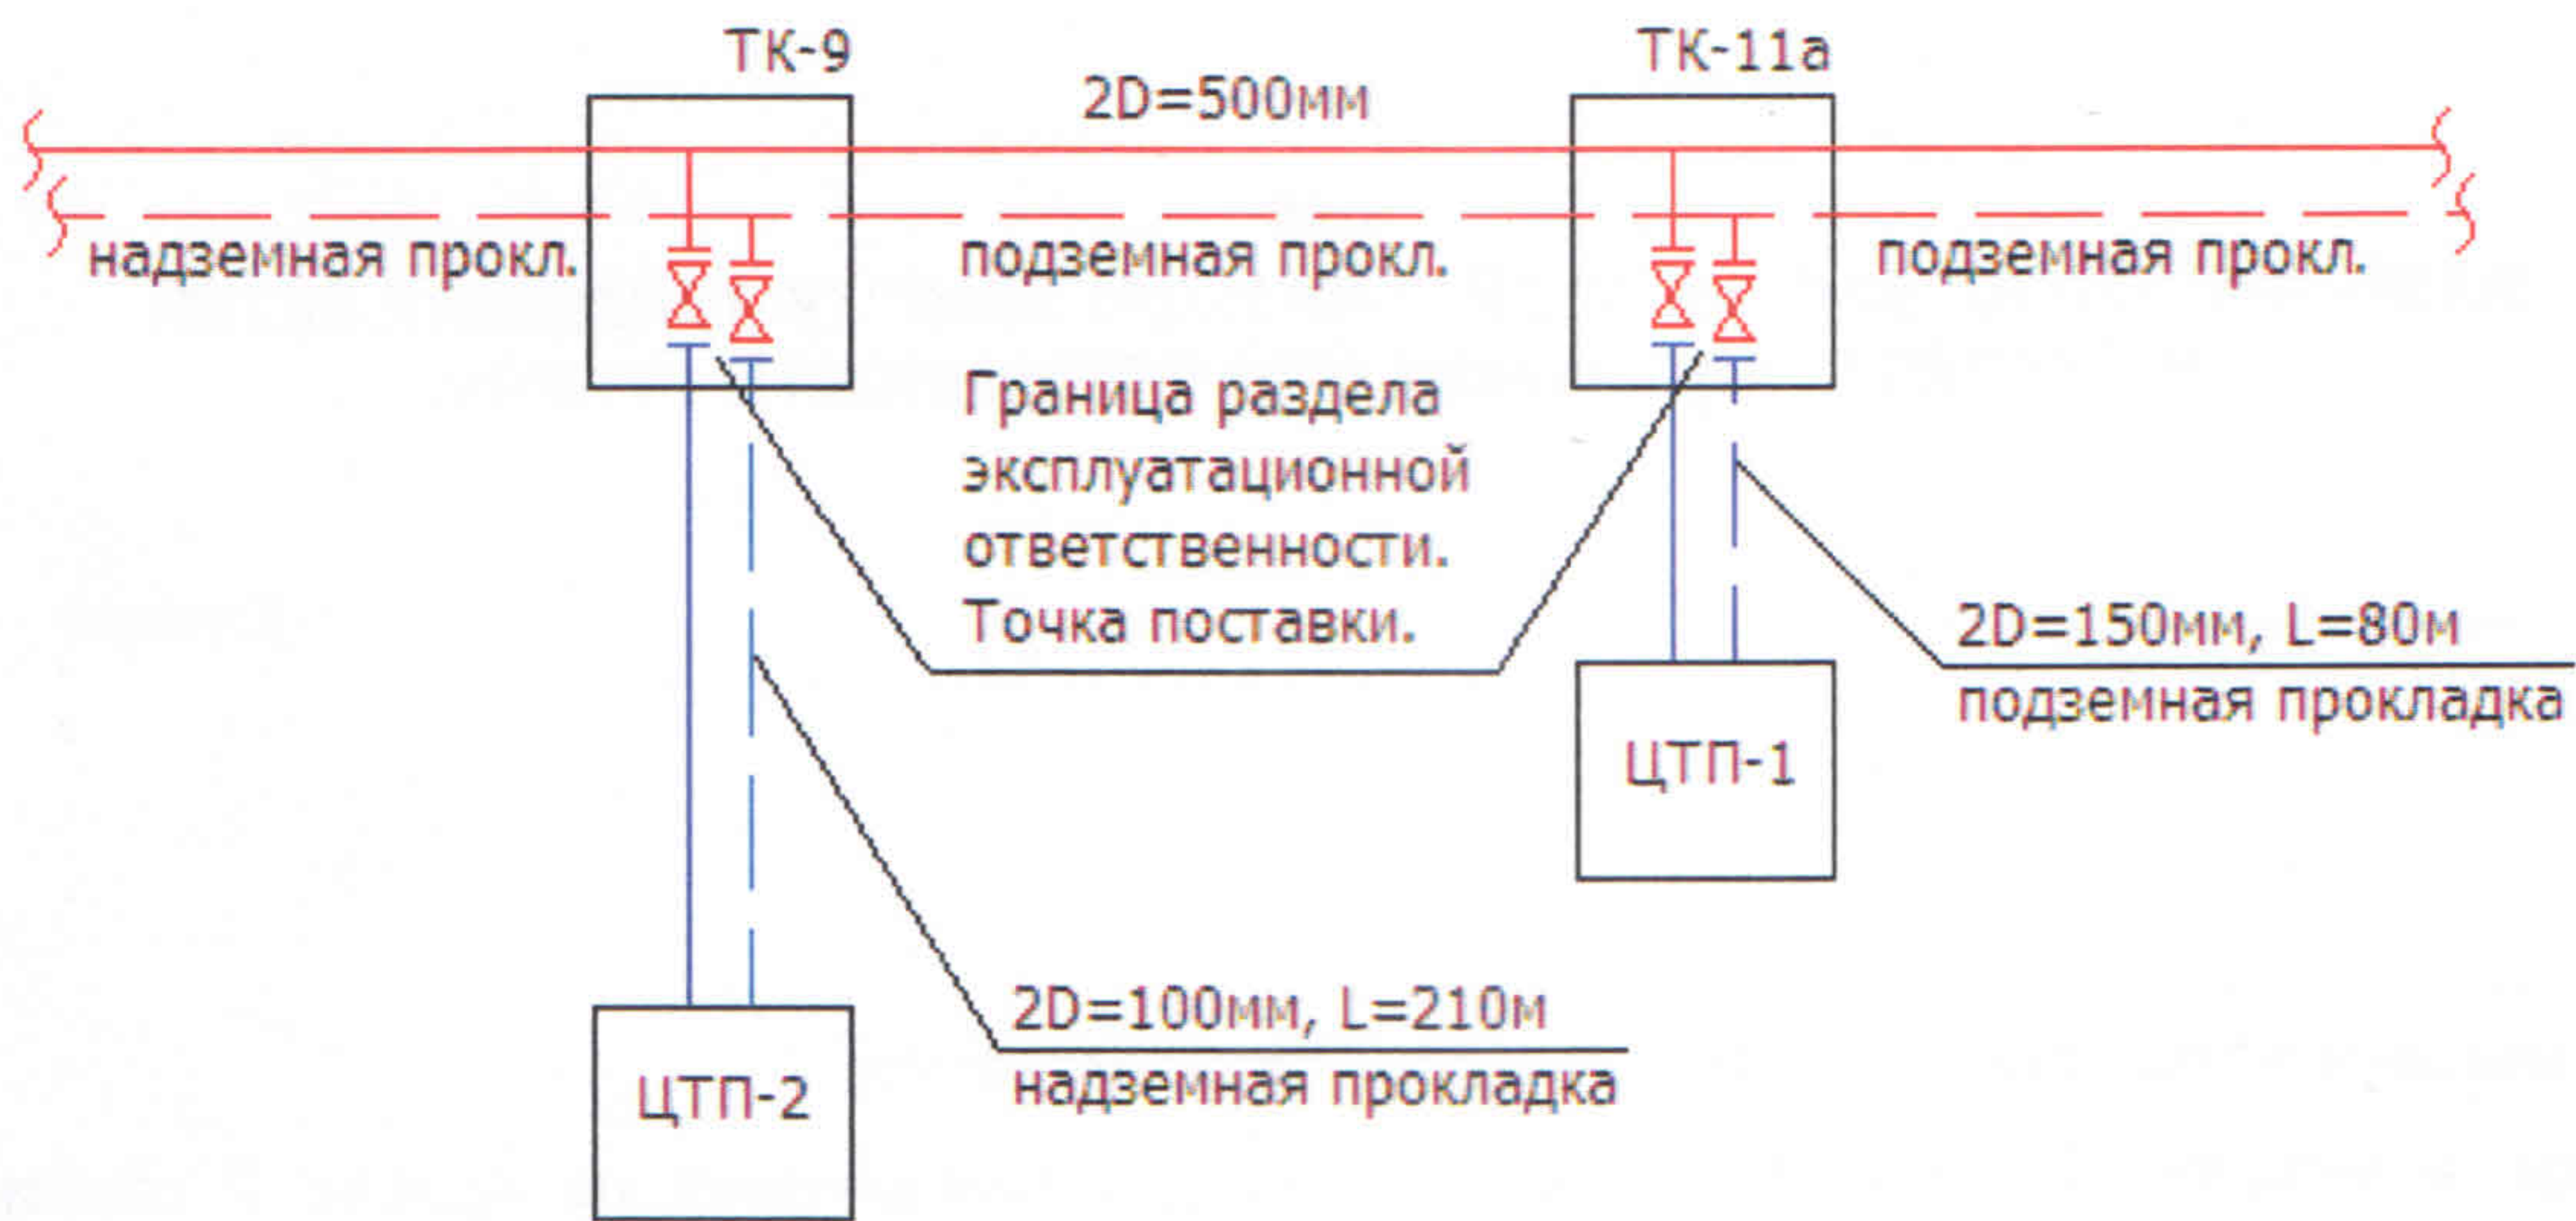 ТК-9
ТК-11а
2D=500мм
надземная прокл.
подземная прокл.
подземная прокл.
Граница раздела
эксплуатационной
ответственности.
Точка поставки.
2D=150мм, L=80м
подземная прокладка
ЦТП-1
2D=100мм, L=210м
надземная прокладка
ЦТП-2